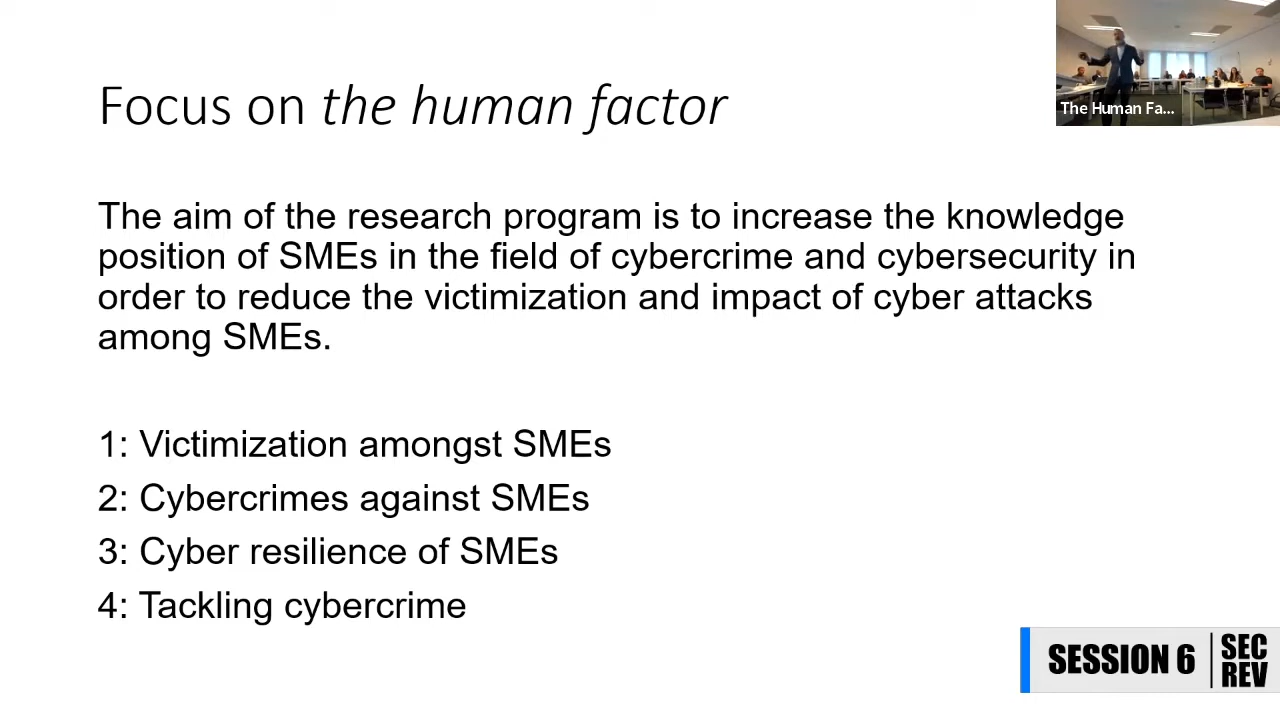 Focus on the human factor
The Human Fa...
The aim of the research program is to increase the knowledge
position of SMEs in the field of cybercrime and cybersecurity in
order to reduce the victimization and impact of cyber attacks
among SMEs.
1: Victimization amongst SMEs
2: Cybercrimes against SMEs
3: Cyber resilience of SMEs
4: Tackling cybercrime
SESSION 6
SEC
REV